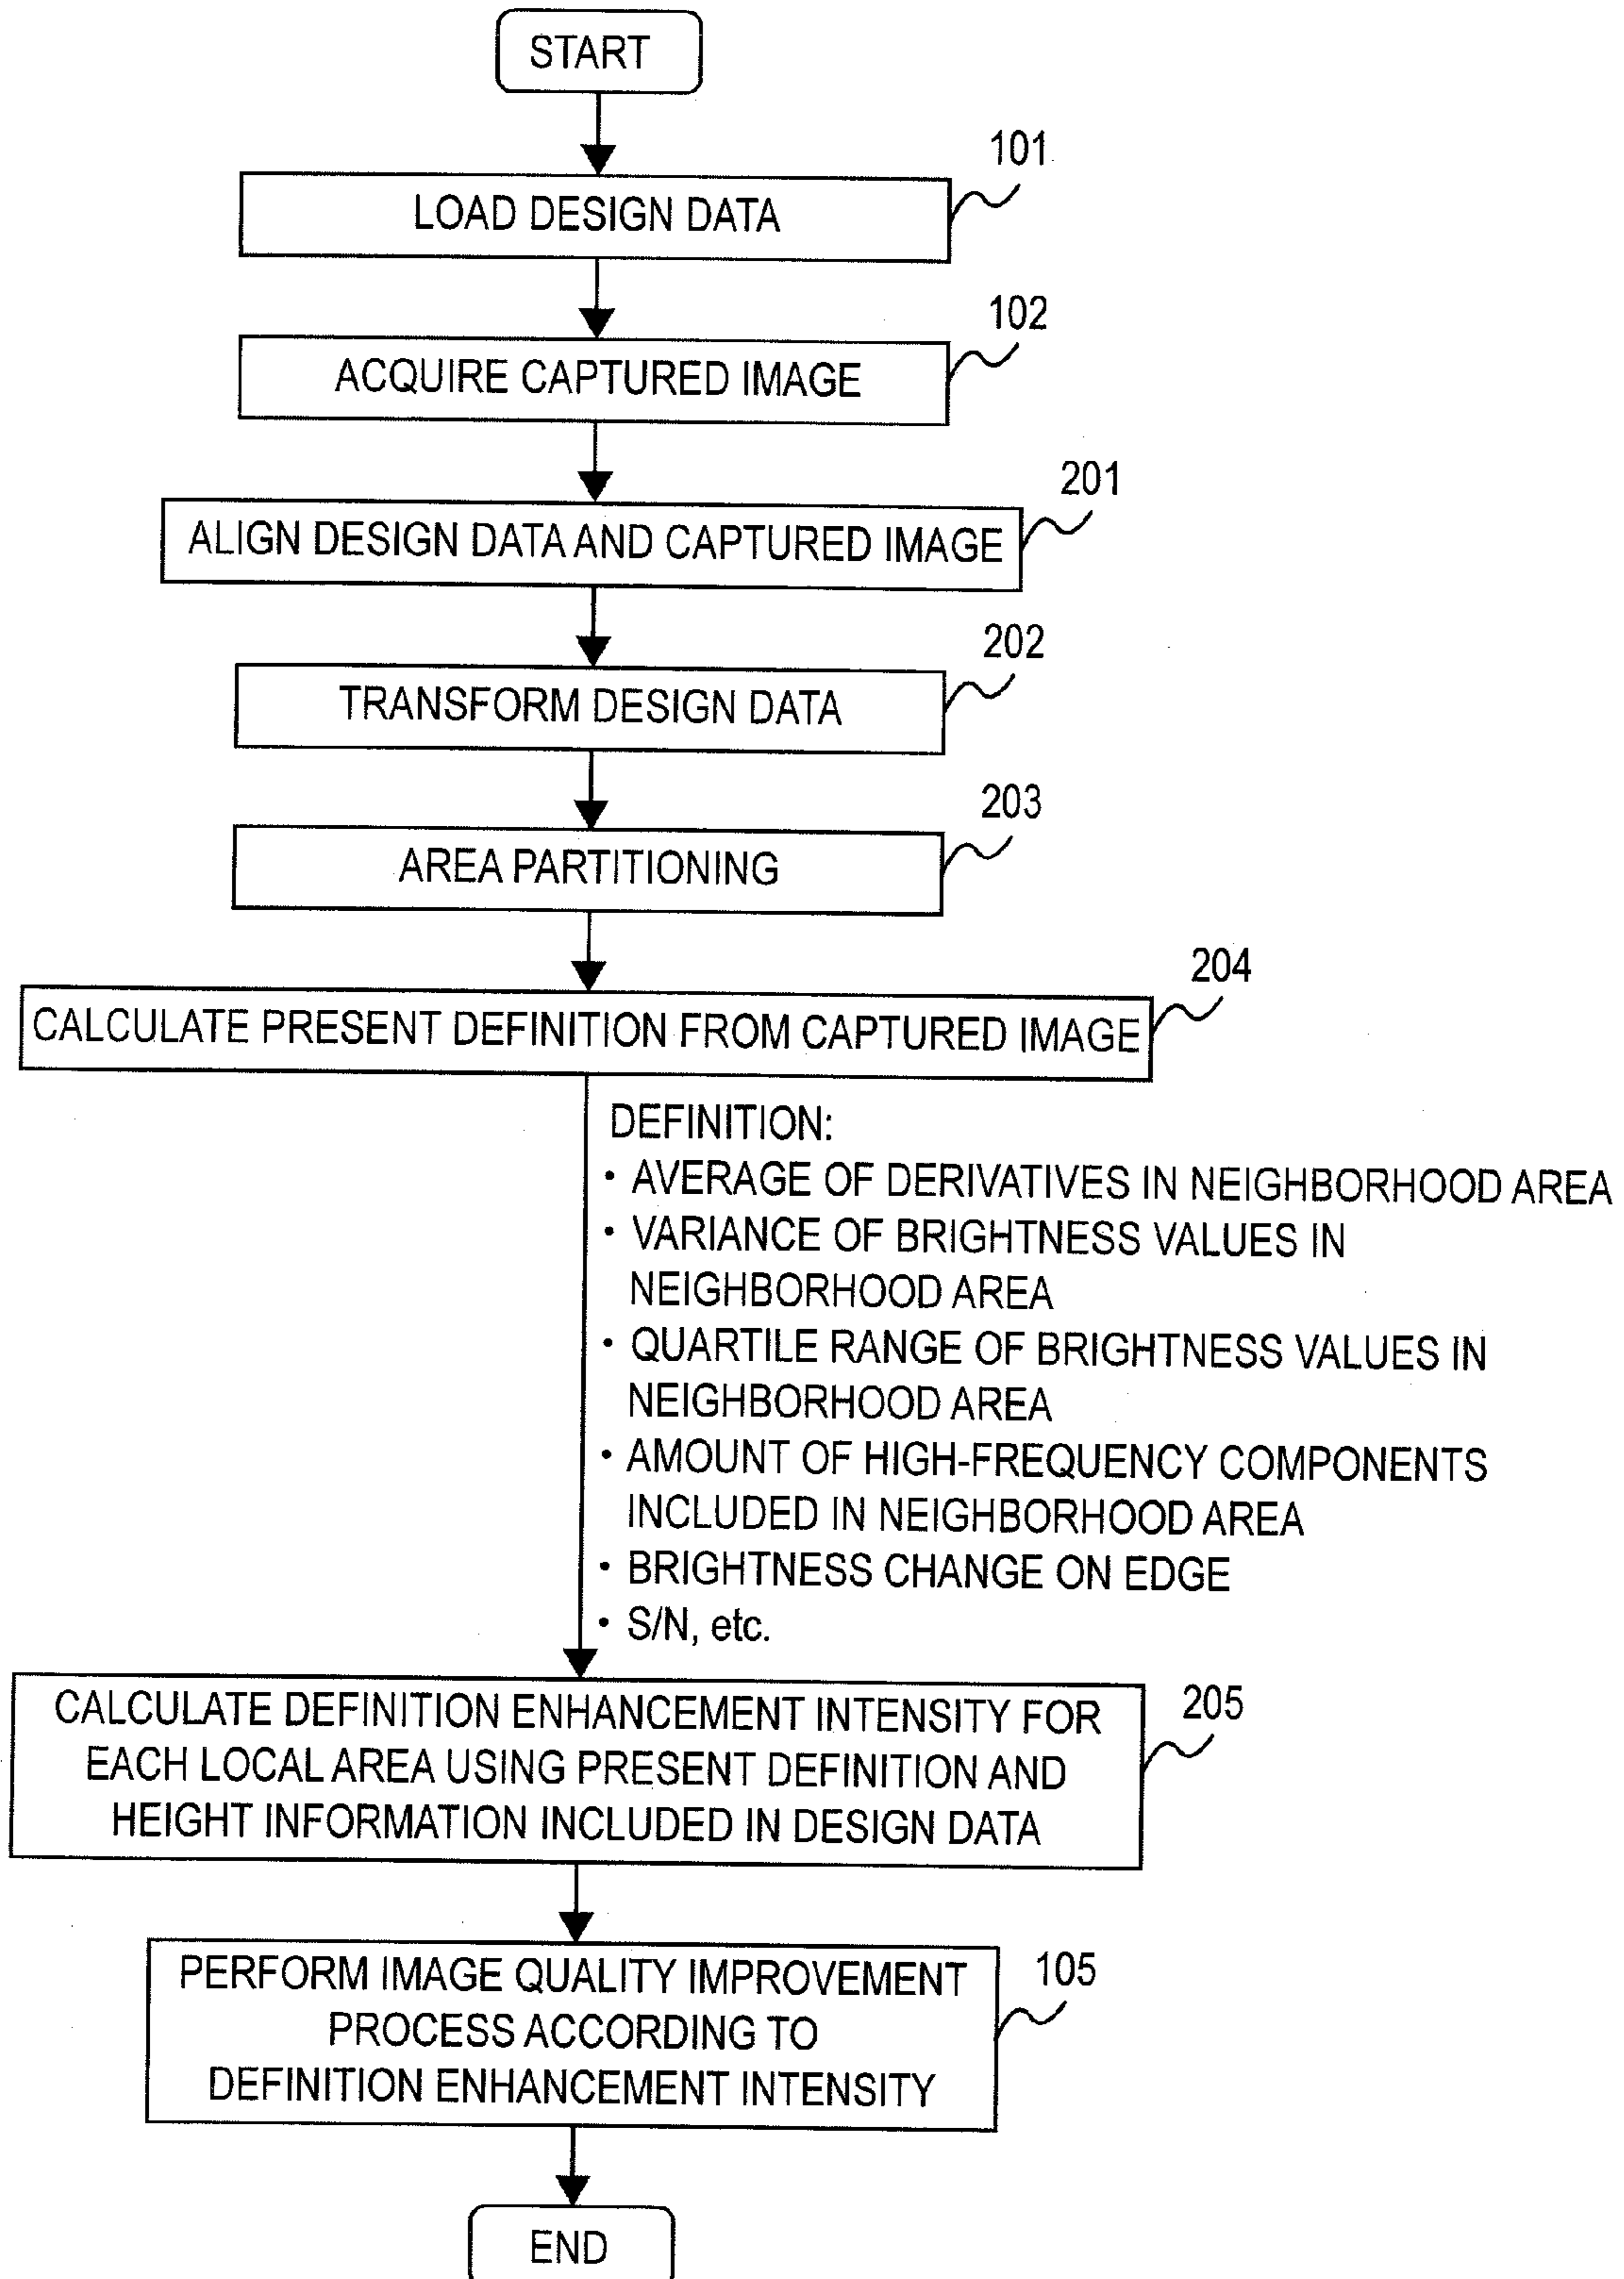 START
101
LOAD DESIGN DATA
102
ACQUIRE CAPTURED IMAGE
201
ALIGN DESIGN DATA AND CAPTURED IMAGE
202
TRANSFORM DESIGN DATA
203
AREA PARTITIONING
204
CALCULATE PRESENT DEFINITION FROM CAPTURED IMAGE
DEFINITION:
・AVERAGE OF DERIVATIVES IN NEIGHBORHOOD AREA
・VARIANCE OF BRIGHTNESS VALUES IN
NEIGHBORHOOD AREA
・QUARTILE RANGE OF BRIGHTNESS VALUES IN
NEIGHBORHOOD AREA
・AMOUNT OF HIGH-FREQUENCY COMPONENTS
INCLUDED IN NEIGHBORHOOD AREA
・BRIGHTNESS CHANGE ON EDGE
・S/N, etc.
205
CALCULATE DEFINITION ENHANCEMENT INTENSITY FOR
EACH LOCAL AREA USING PRESENT DEFINITION AND
HEIGHT INFORMATION INCLUDED IN DESIGN DATA
105
PERFORM IMAGE QUALITY IMPROVEMENT
PROCESS ACCORDING TO
DEFINITION ENHANCEMENT INTENSITY
END